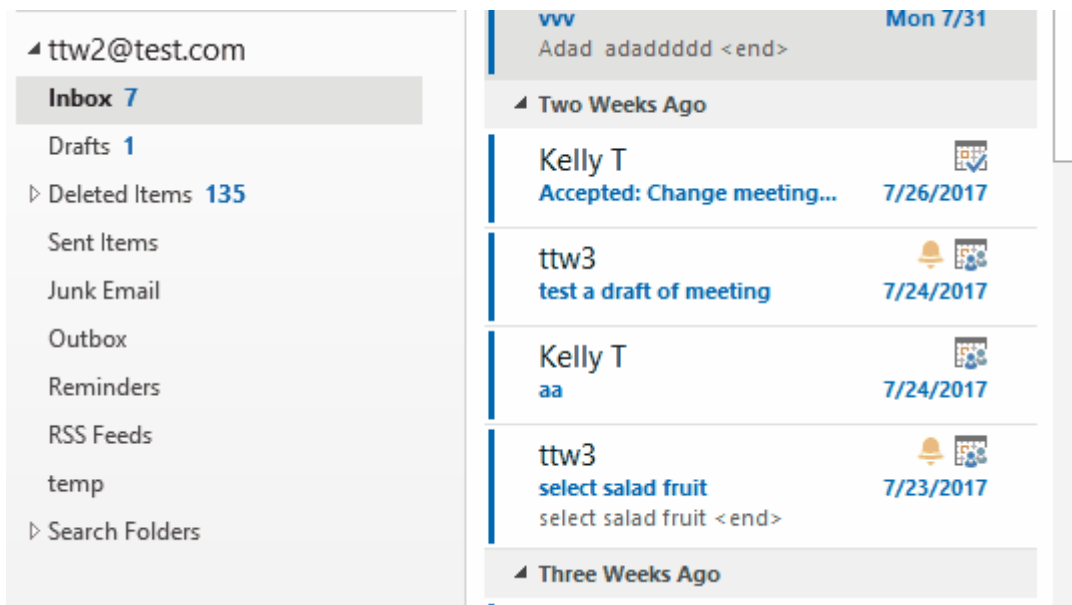 ttw2@test.com
Inbox 7
Drafts 1
Deleted Items 135
Sent Items
Junk Email
Outbox
Reminders
RSS Feeds
temp
Search Folders
vvv Mon 7/31
Adad adaddddd <end>
Two Weeks Ago
Kelly T
Accepted: Change meeting... 7/26/2017
ttw3
test a draft of meeting 7/24/2017
Kelly T
aa 7/24/2017
ttw3
select salad fruit 7/23/2017
select salad fruit <end>
Three Weeks Ago